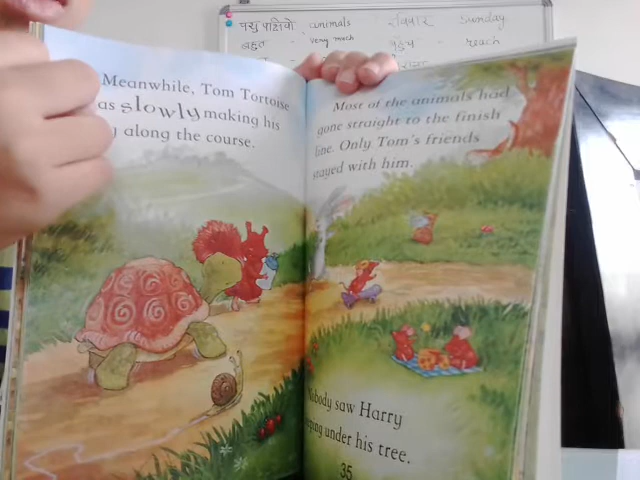 animals रविवार Sunday
बहुत - very much reach
Meanwhile, Tom Tortoise
as slowly making his
along the course.
Most of the animals had
gone straight to the finish
line. Only Tom's friends
stayed with him.
Nobody saw Harry
under his tree.
35